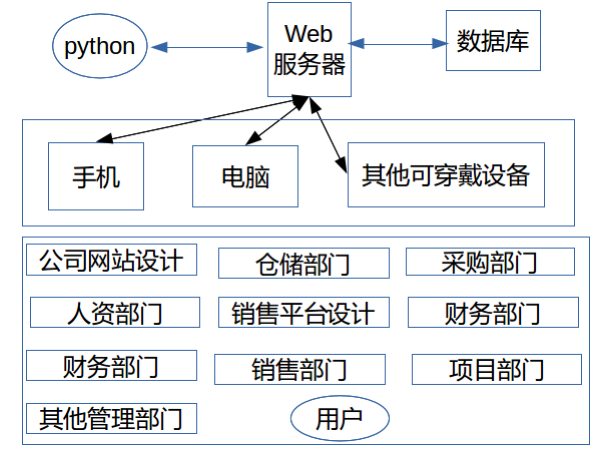 python
Web
服务器
数据库
手机
电脑
其他可穿戴设备
公司网站设计
仓储部门
采购部门
人资部门
销售平台设计
财务部门
财务部门
销售部门
项目部门
其他管理部门
用户